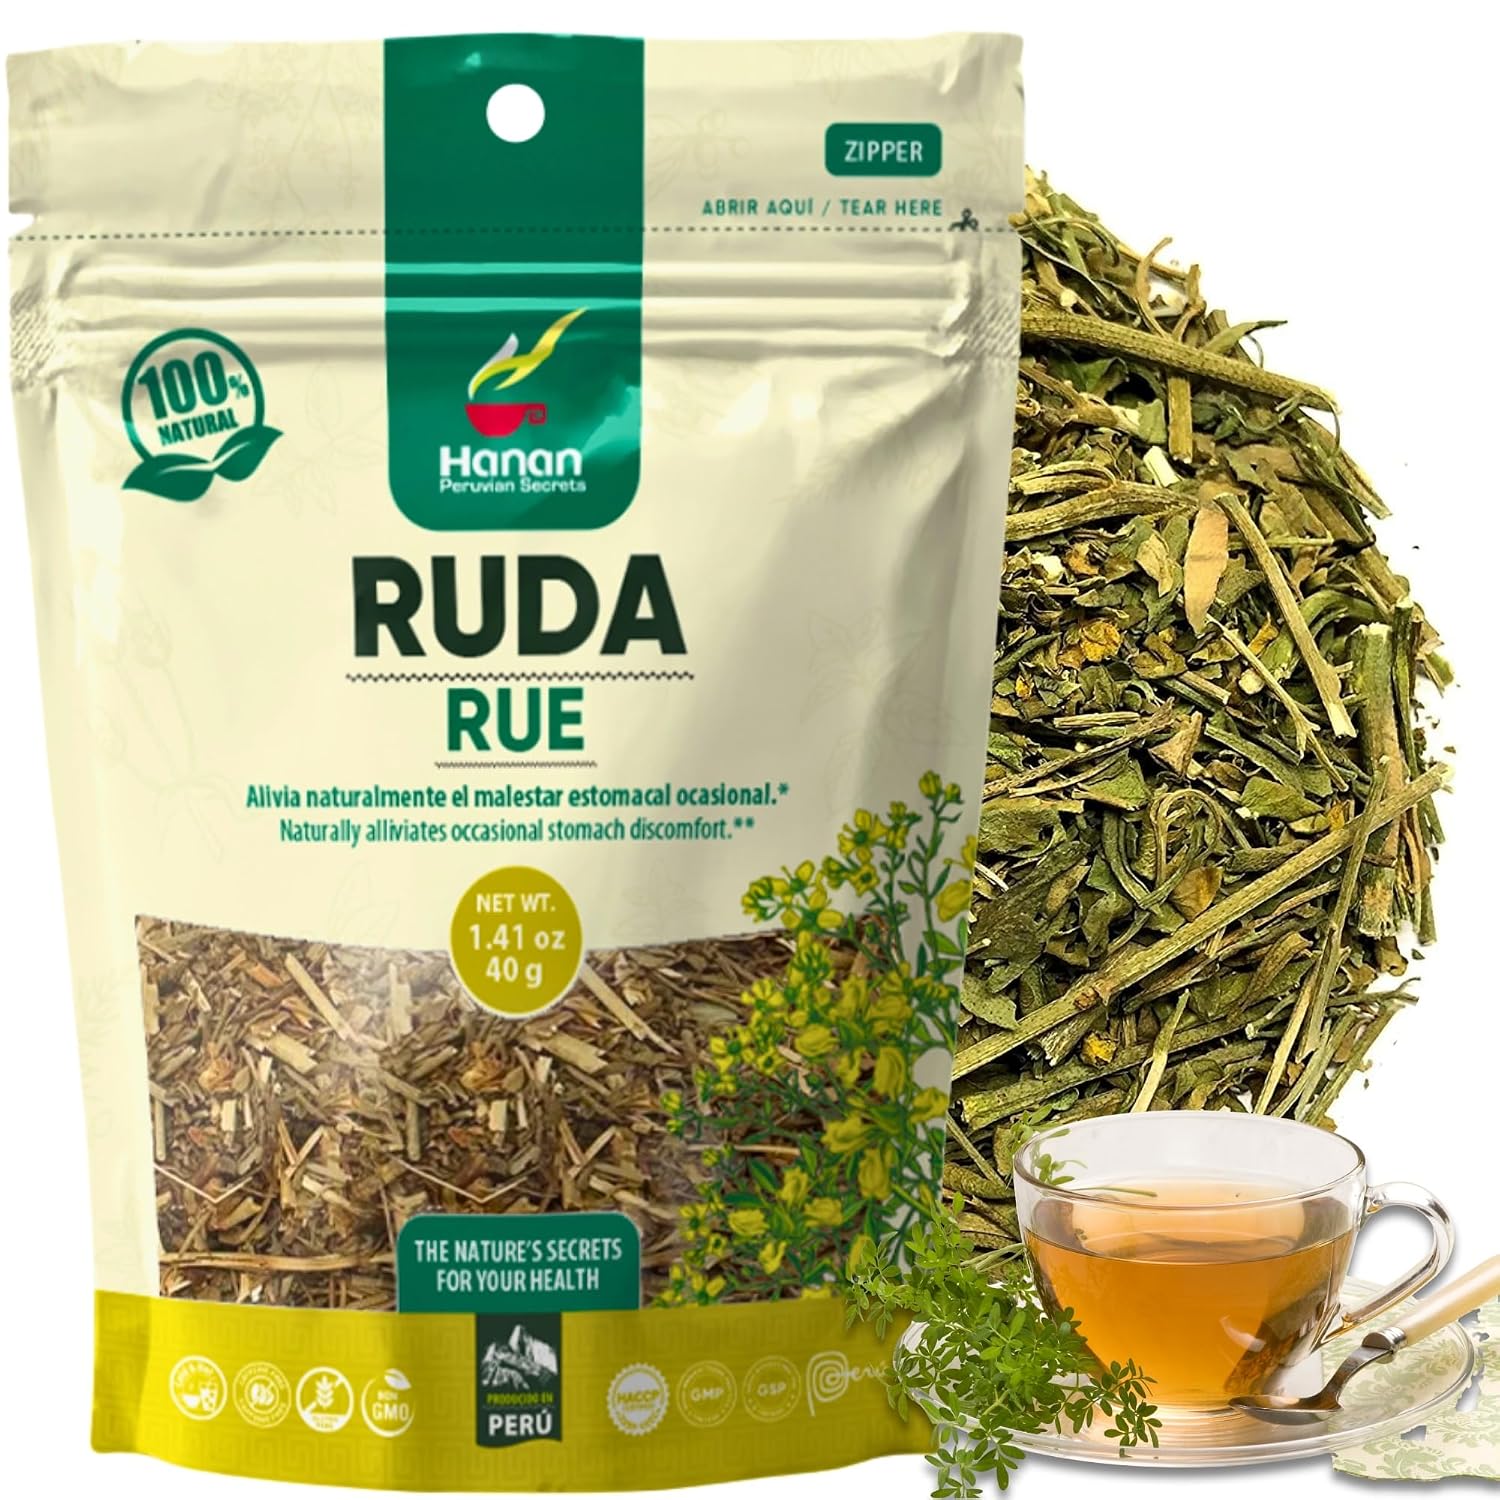 ZIPPER
ABRIR AQUÍ / TEAR HERE
100%
NATURAL
Hanan
Peruvian Secrets
RUDA
RUE
Alivia naturalmente el malestar estomacal ocasional.*
Naturally alliviates occasional stomach discomfort.**
NET WT.
1.41 oz
40 g
THE NATURE'S SECRETS
FOR YOUR HEALTH
PRODUCIDO EN
PERÚ
NON
GMO
HACCP
GMP
GSP
Perú